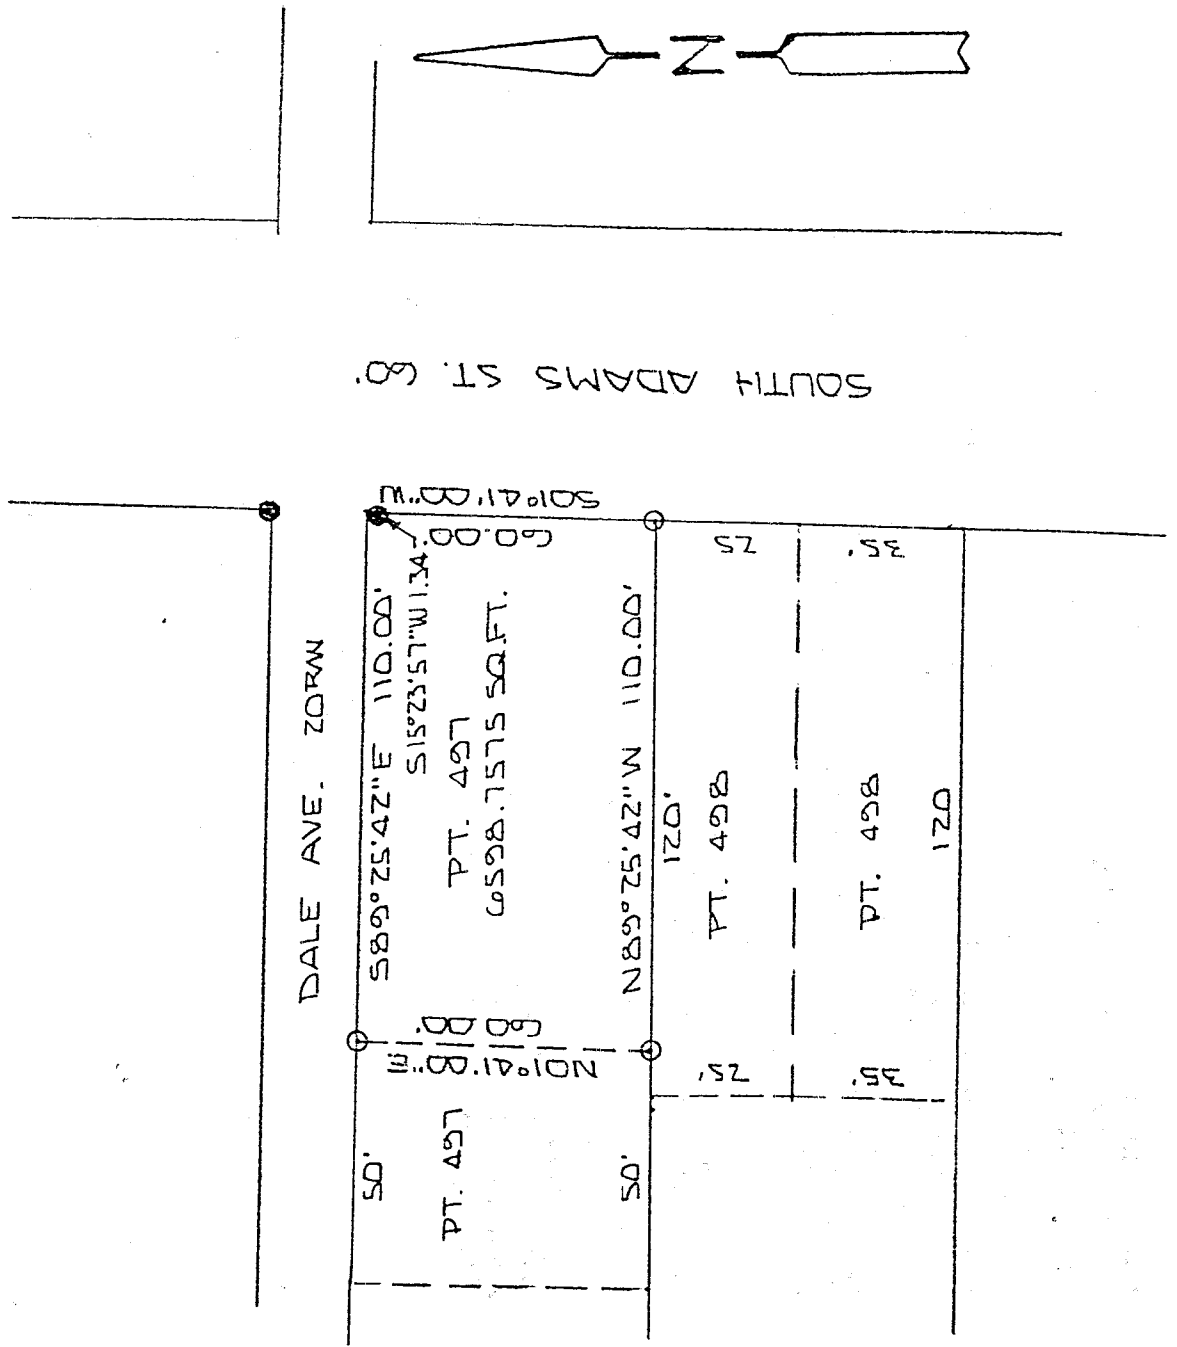 N
SOUTH ADAMS ST. 60'
S01°41'00"W
60.00'
S89°25'42"E 110.00'
S15°23'57"W 1.34'
DALE AVE. 20R/W
PT. 497
6598.7575 SQ.FT.
N89°25'42"W 110.00'
60.00'
N01°41'00"E
50'
PT. 497
50'
25
35'
120'
PT. 498
PT. 498
120
25'
35'